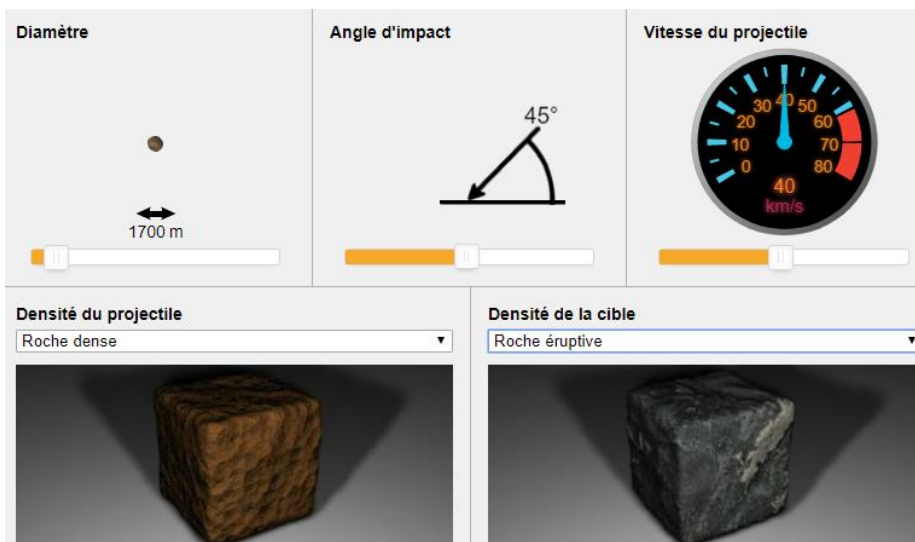 Diamètre
1700 m
Angle d'impact
45°
Vitesse du projectile
0
10
20
30
40
50
60
70
80
40
km/s
Densité du projectile
Roche dense
Densité de la cible
Roche éruptive